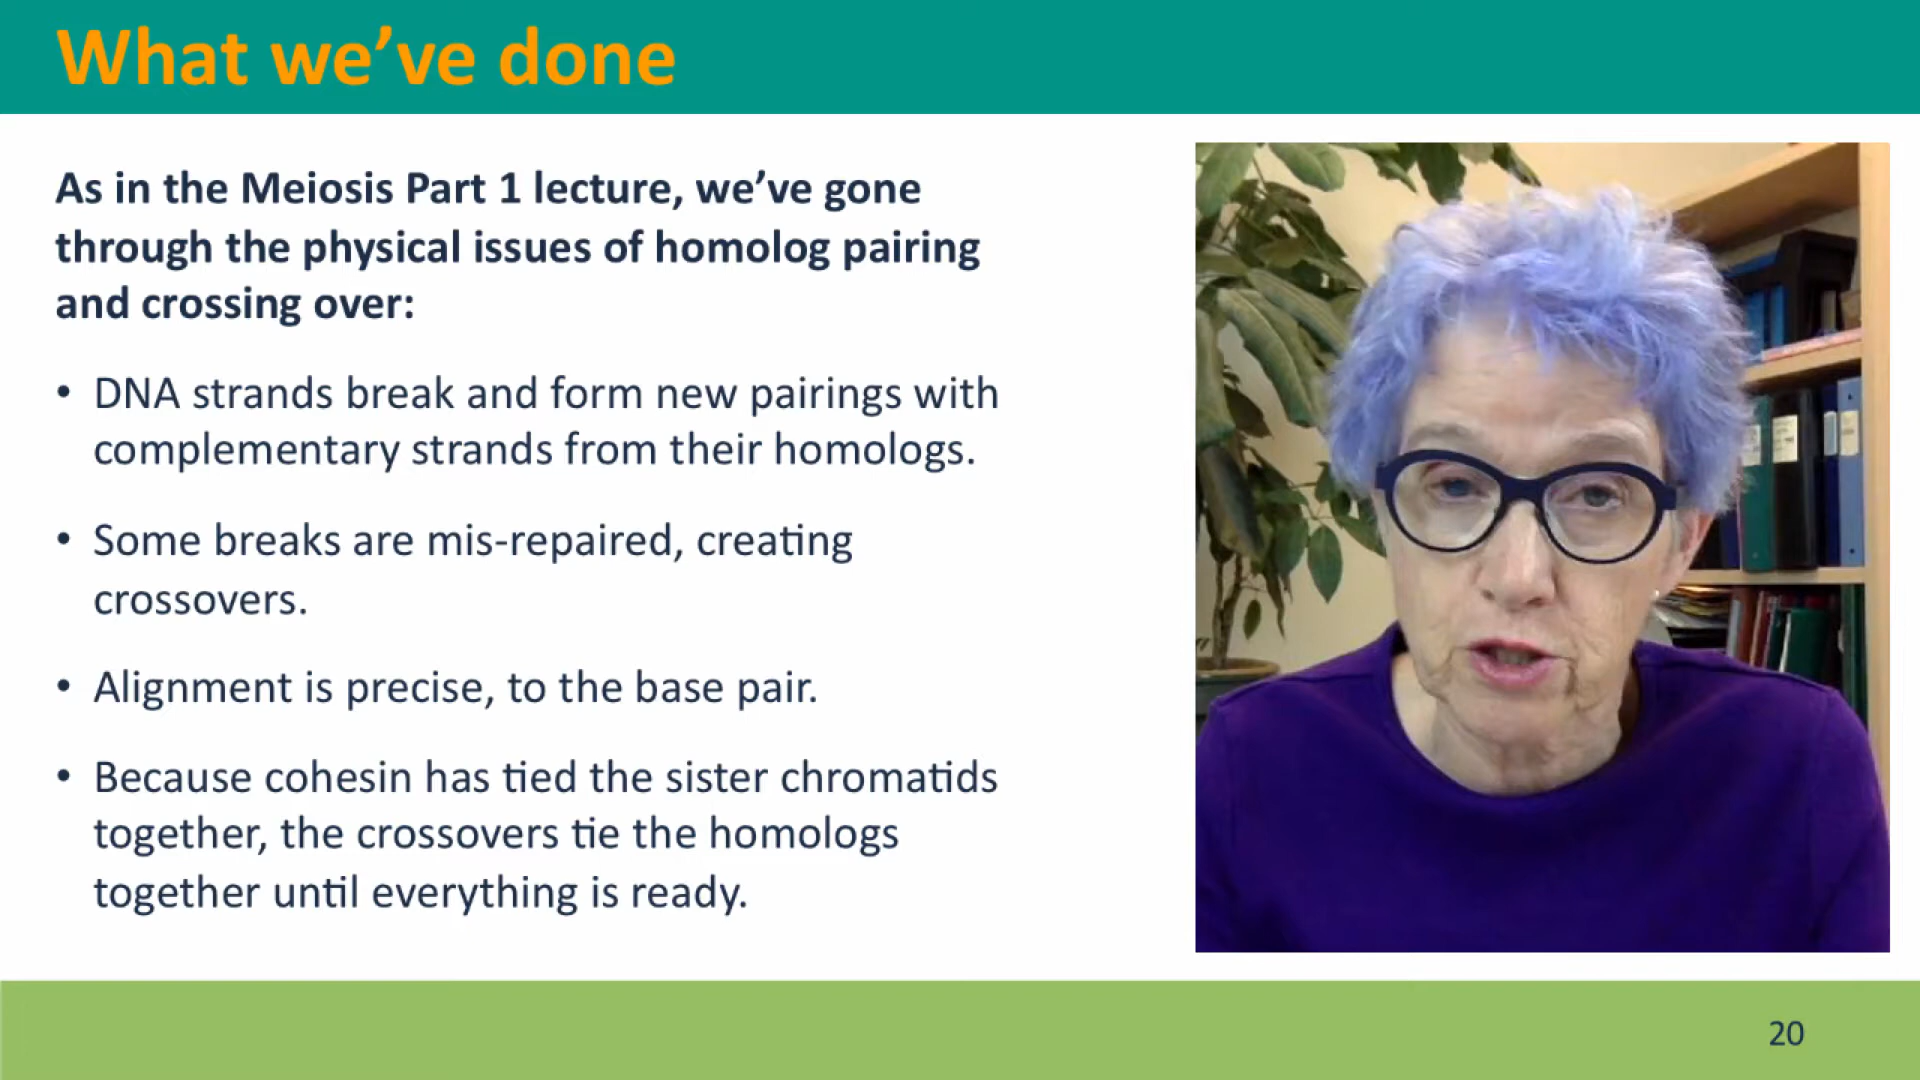 What we’ve done
As in the Meiosis Part 1 lecture, we’ve gone
through the physical issues of homolog pairing
and crossing over:
• DNA strands break and form new pairings with
complementary strands from their homologs.
• Some breaks are mis-repaired, creating
crossovers.
• Alignment is precise, to the base pair.
• Because cohesin has tied the sister chromatids
together, the crossovers tie the homologs
together until everything is ready.
20